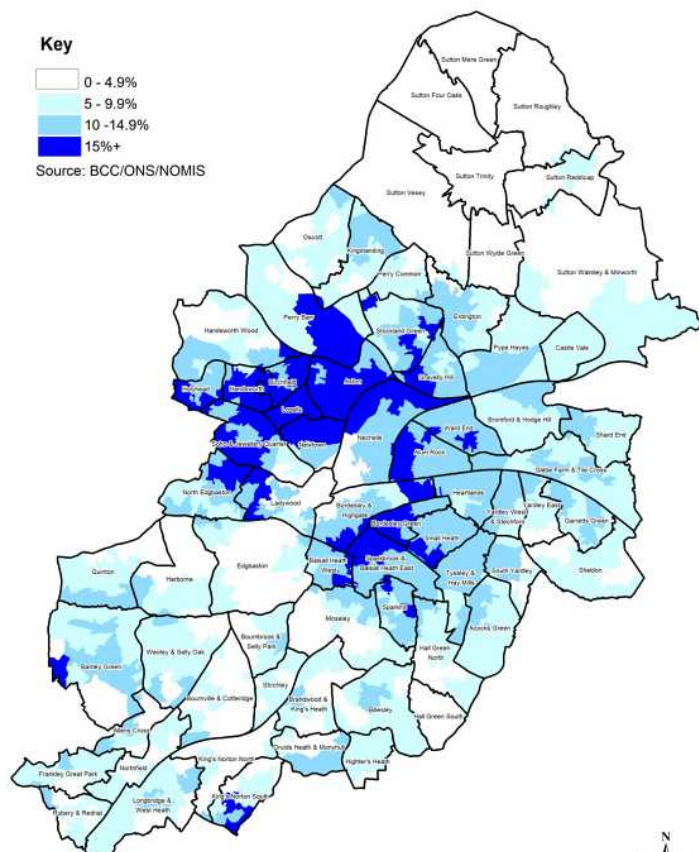 Key
0 - 4.9%
5 - 9.9%
10 -14.9%
15%+
Source: BCC/ONS/NOMIS
Sutton Mere Green
Sutton Four Oaks
Sutton Roughley
Sutton Trinity
Sutton Reddicap
Sutton Vesey
Sutton Wylde Green
Sutton Walmley & Minworth
Oscott
Kingstanding
Perry Common
Perry Barr
Stockland Green
Erdington
Handsworth Wood
Pype Hayes
Castle Vale
Holyhead
Handsworth
Birchfield
Aston
Gravelly Hill
Lozells
Soho & Jewellery Quarter
Newtown
Nechells
Ward End
Bromford & Hodge Hill
Shard End
Alum Rock
Glebe Farm & Tile Cross
North Edgbaston
Ladywood
Bordesley &
Highgate
Heartlands
Yardley West
& Stechford
Yardley East
Garretts Green
Bordesley Green
Small Heath
Quinton
Harborne
Edgbaston
Balsall Heath
West
Sparkbrook &
Balsall Heath East
Tyseley &
Hay Mills
South Yardley
Sheldon
Moseley
Sparkhill
Acocks Green
Hall Green
North
Bartley Green
Weoley & Selly Oak
Bournbrook &
Selly Park
Bournville & Cotteridge
Stirchley
Brandwood &
King's Heath
Billesley
Hall Green South
Allens Cross
Frankley Great Park
Northfield
King's Norton North
Druids Heath & Monyhull
Highter's Heath
Rubery & Rednal
Longbridge &
West Heath
King's Norton South
N